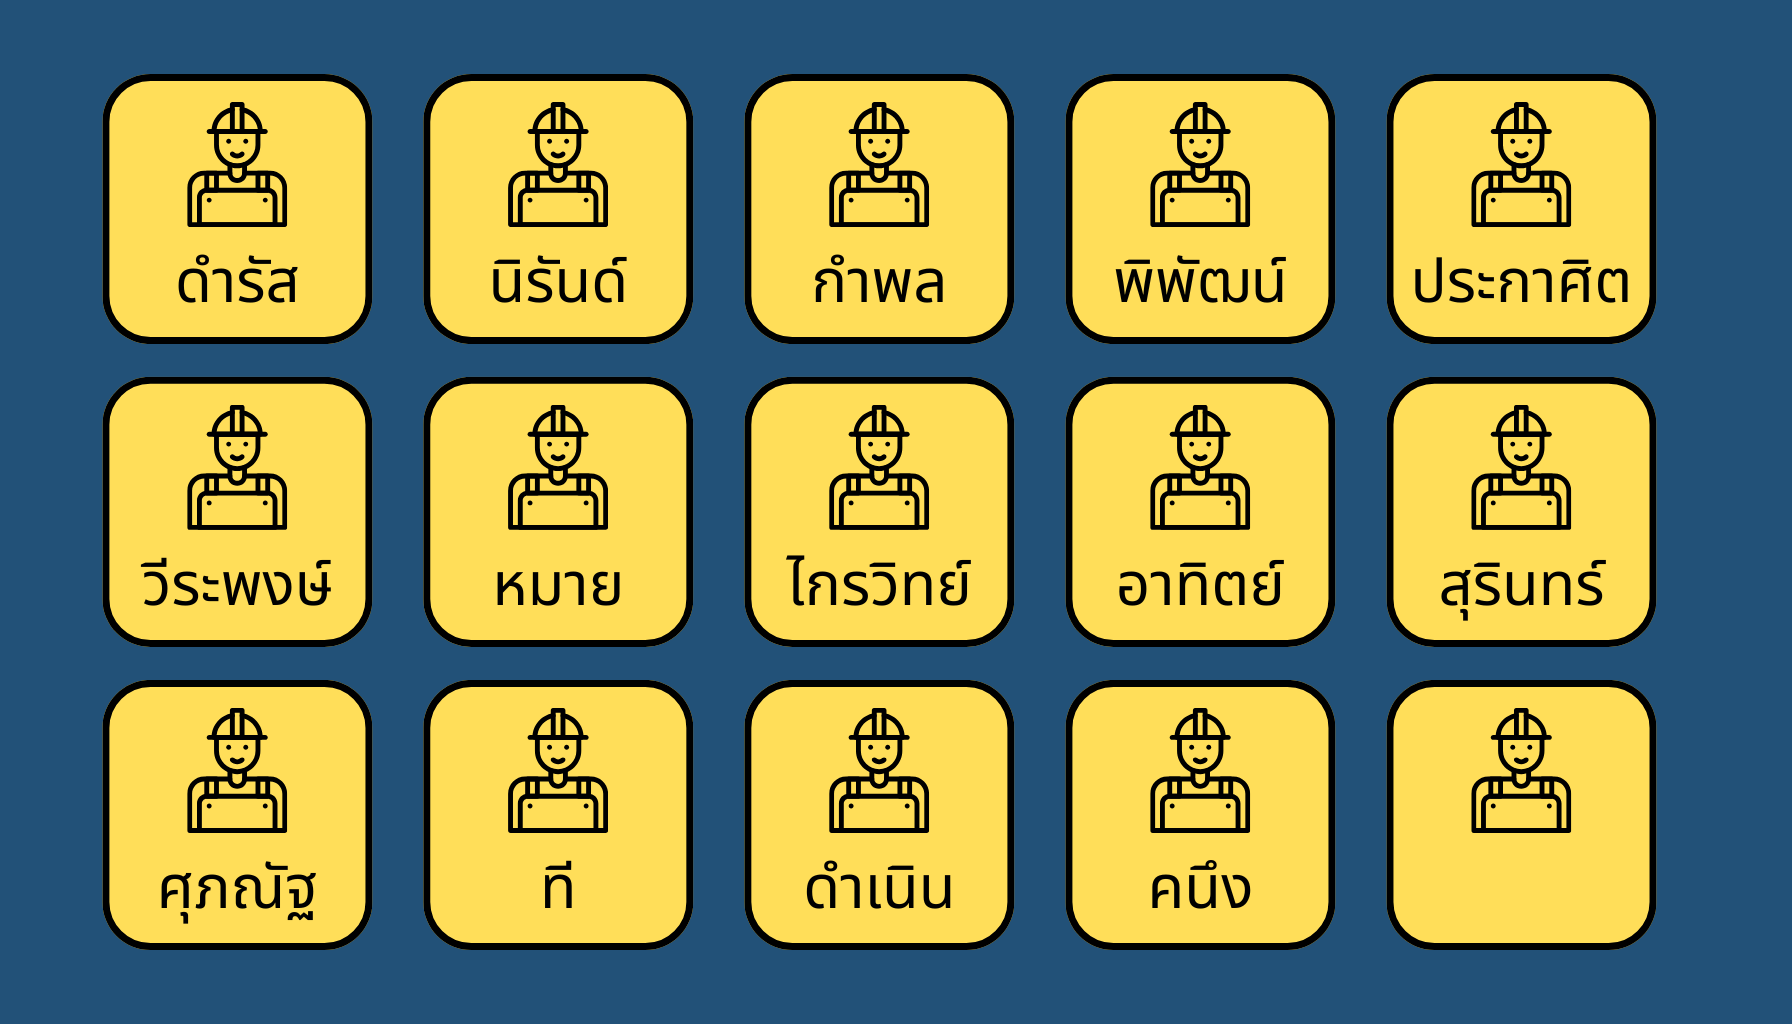 ดำรัส
นิรันด์
กำพล
พิพัฒน์
ประกาศิต
วีระพงษ์
หมาย
ไกรวิทย์
อาทิตย์
สุรินทร์
ศุภณัฐ
ที
ดำเนิน
คนึง